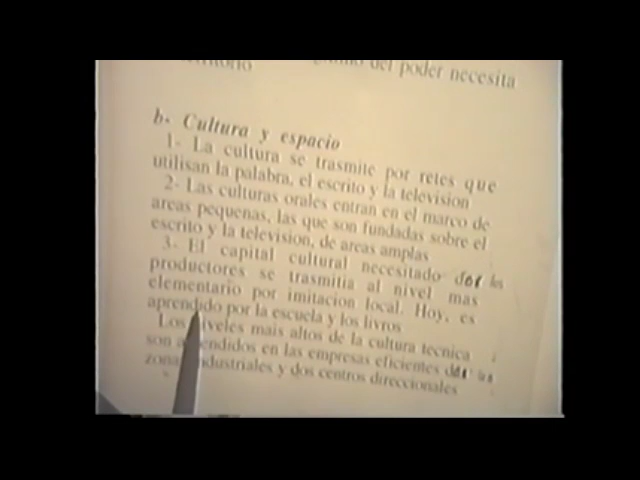 del poder necesita
b- Cultura y espacio
1- La cultura se trasmite por retes que
utilisan la palabra, el escrito y la television
2- Las culturas orales entran en el marco de
areas pequenas, las que son fundadas sobre el
escrito y la television, de areas amplas
3- El capital cultural necesitado por los
productores se trasmitia al nivel mas
elementario por imitacion local. Hoy, es
aprendido por la escuela y los livros
Los niveles mais altos de la cultura tecnica
son aprendidos en las empresas eficientes de las
zonas industriales y dos centros direccionales